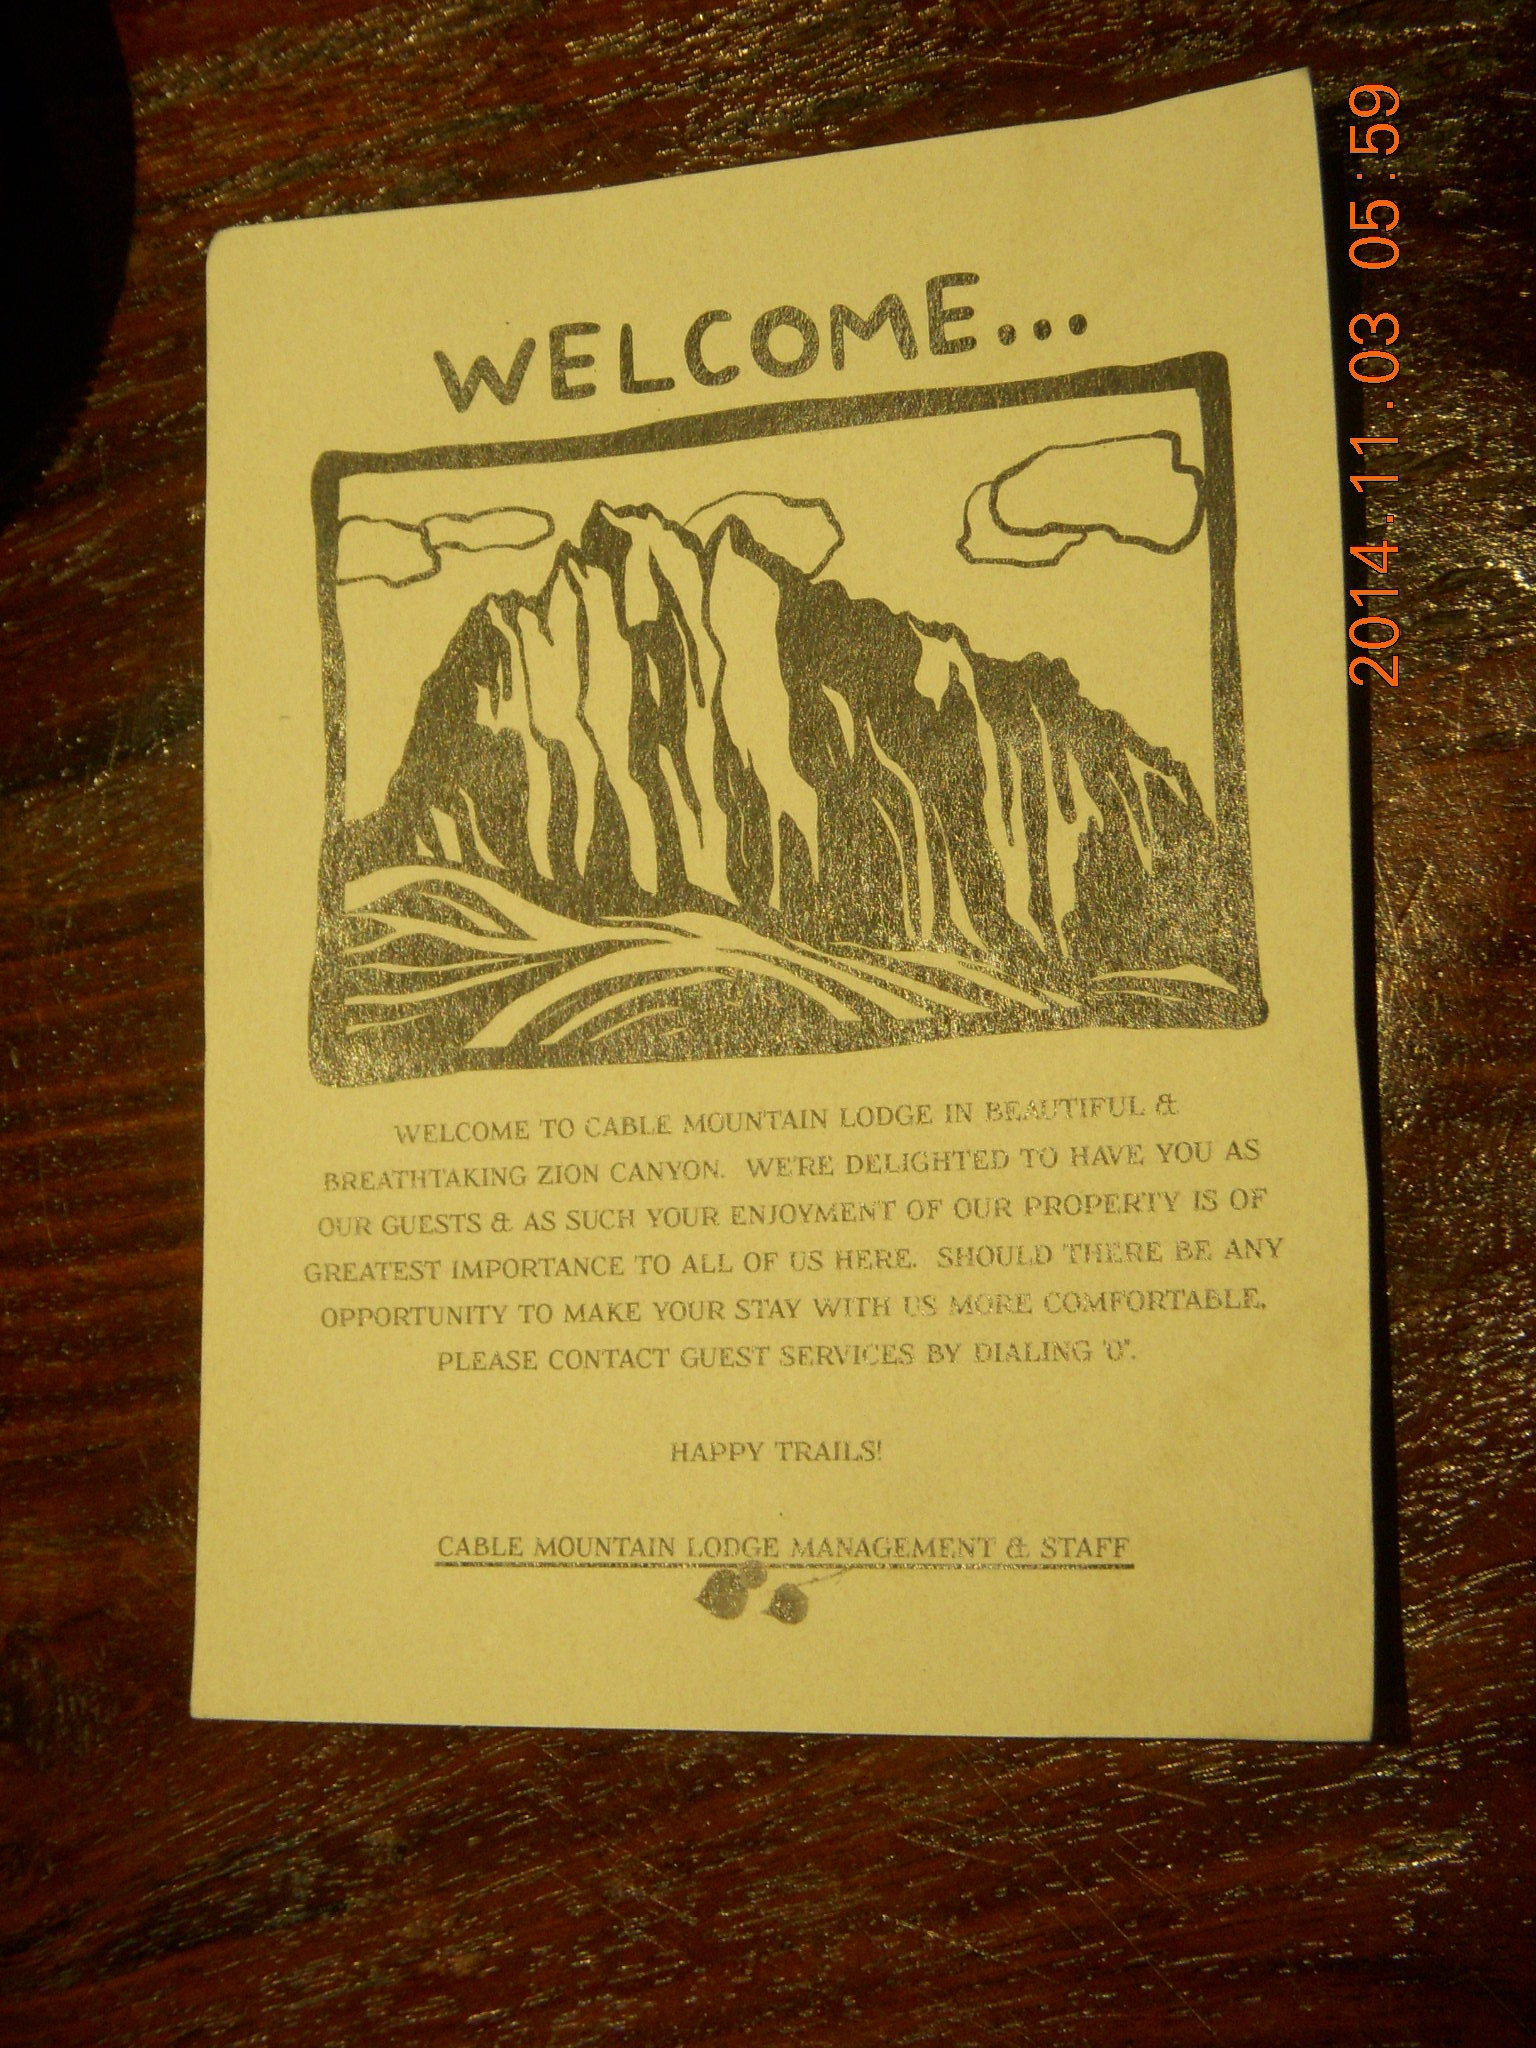 WELCOME...
WELCOME TO CABLE MOUNTAIN LODGE IN BEAUTIFUL &
BREATHTAKING ZION CANYON. WE'RE DELIGHTED TO HAVE YOU AS
OUR GUESTS & AS SUCH YOUR ENJOYMENT OF OUR PROPERTY IS OF
GREATEST IMPORTANCE TO ALL OF US HERE. SHOULD THERE BE ANY
OPPORTUNITY TO MAKE YOUR STAY WITH US MORE COMFORTABLE,
PLEASE CONTACT GUEST SERVICES BY DIALING '0'.
HAPPY TRAILS!
CABLE MOUNTAIN LODGE MANAGEMENT & STAFF
2014.11.03 05:59